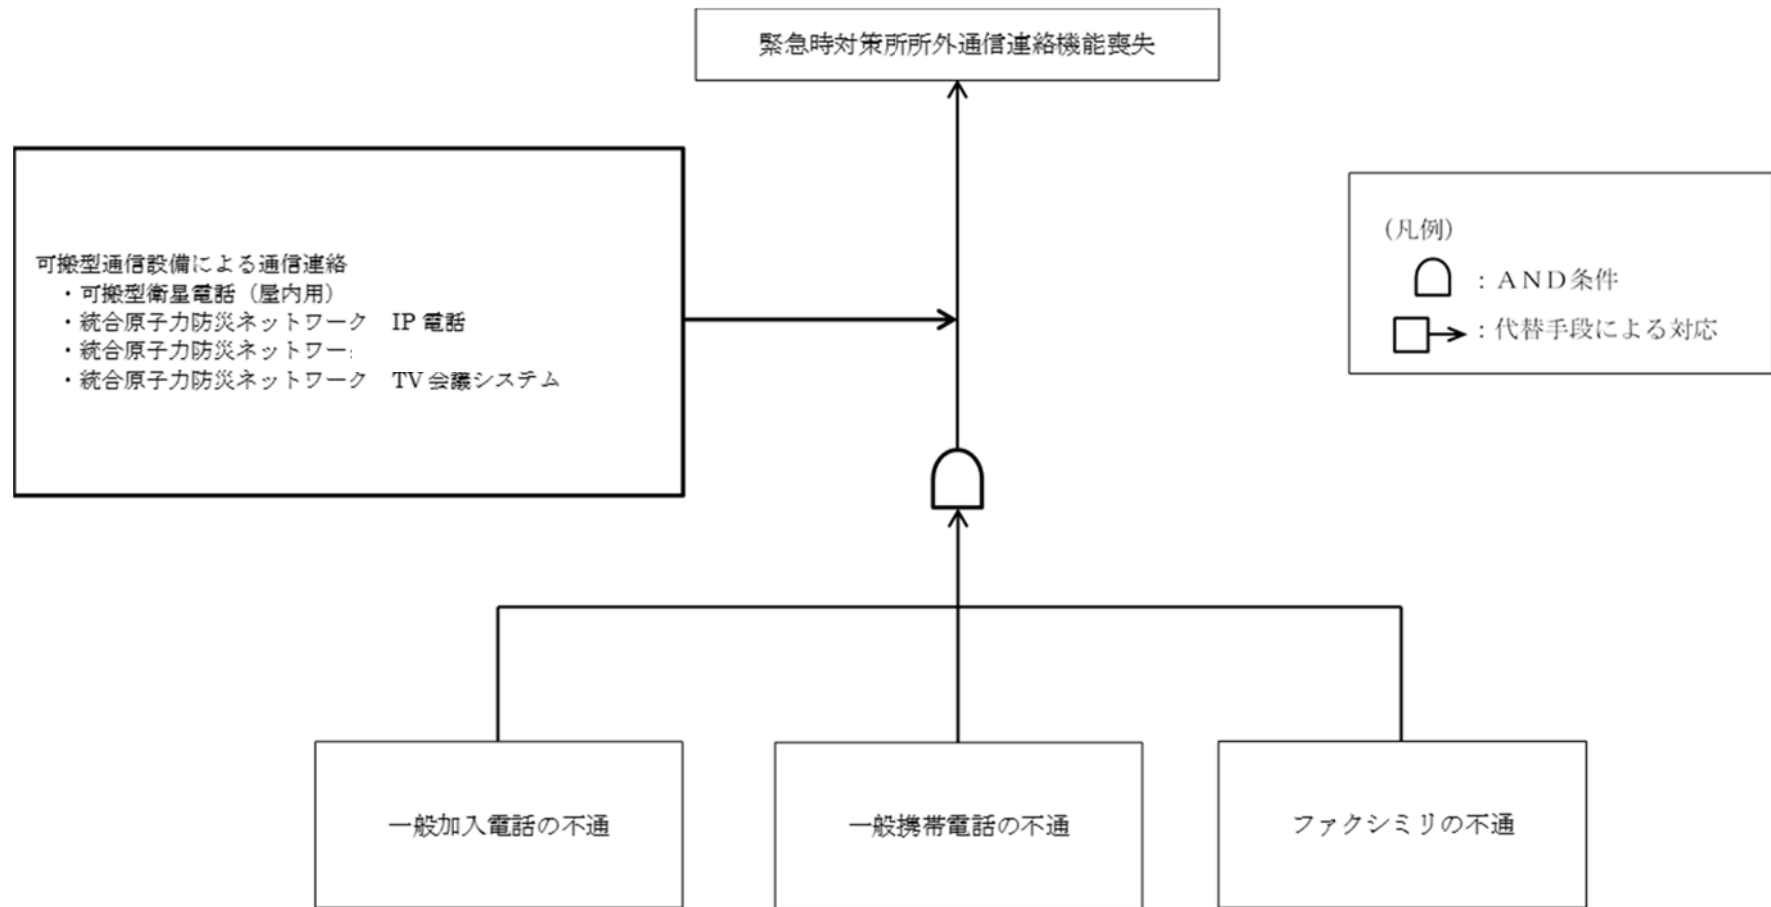 緊急時対策所所外通信連絡機能喪失
可搬型通信設備による通信連絡
・可搬型衛星電話（屋内用）
・統合原子力防災ネットワーク　IP 電話
・統合原子力防災ネットワー
・統合原子力防災ネットワーク　TV 会議システム
（凡例）
：ＡＮＤ条件
：代替手段による対応
一般加入電話の不通
一般携帯電話の不通
ファクシミリの不通